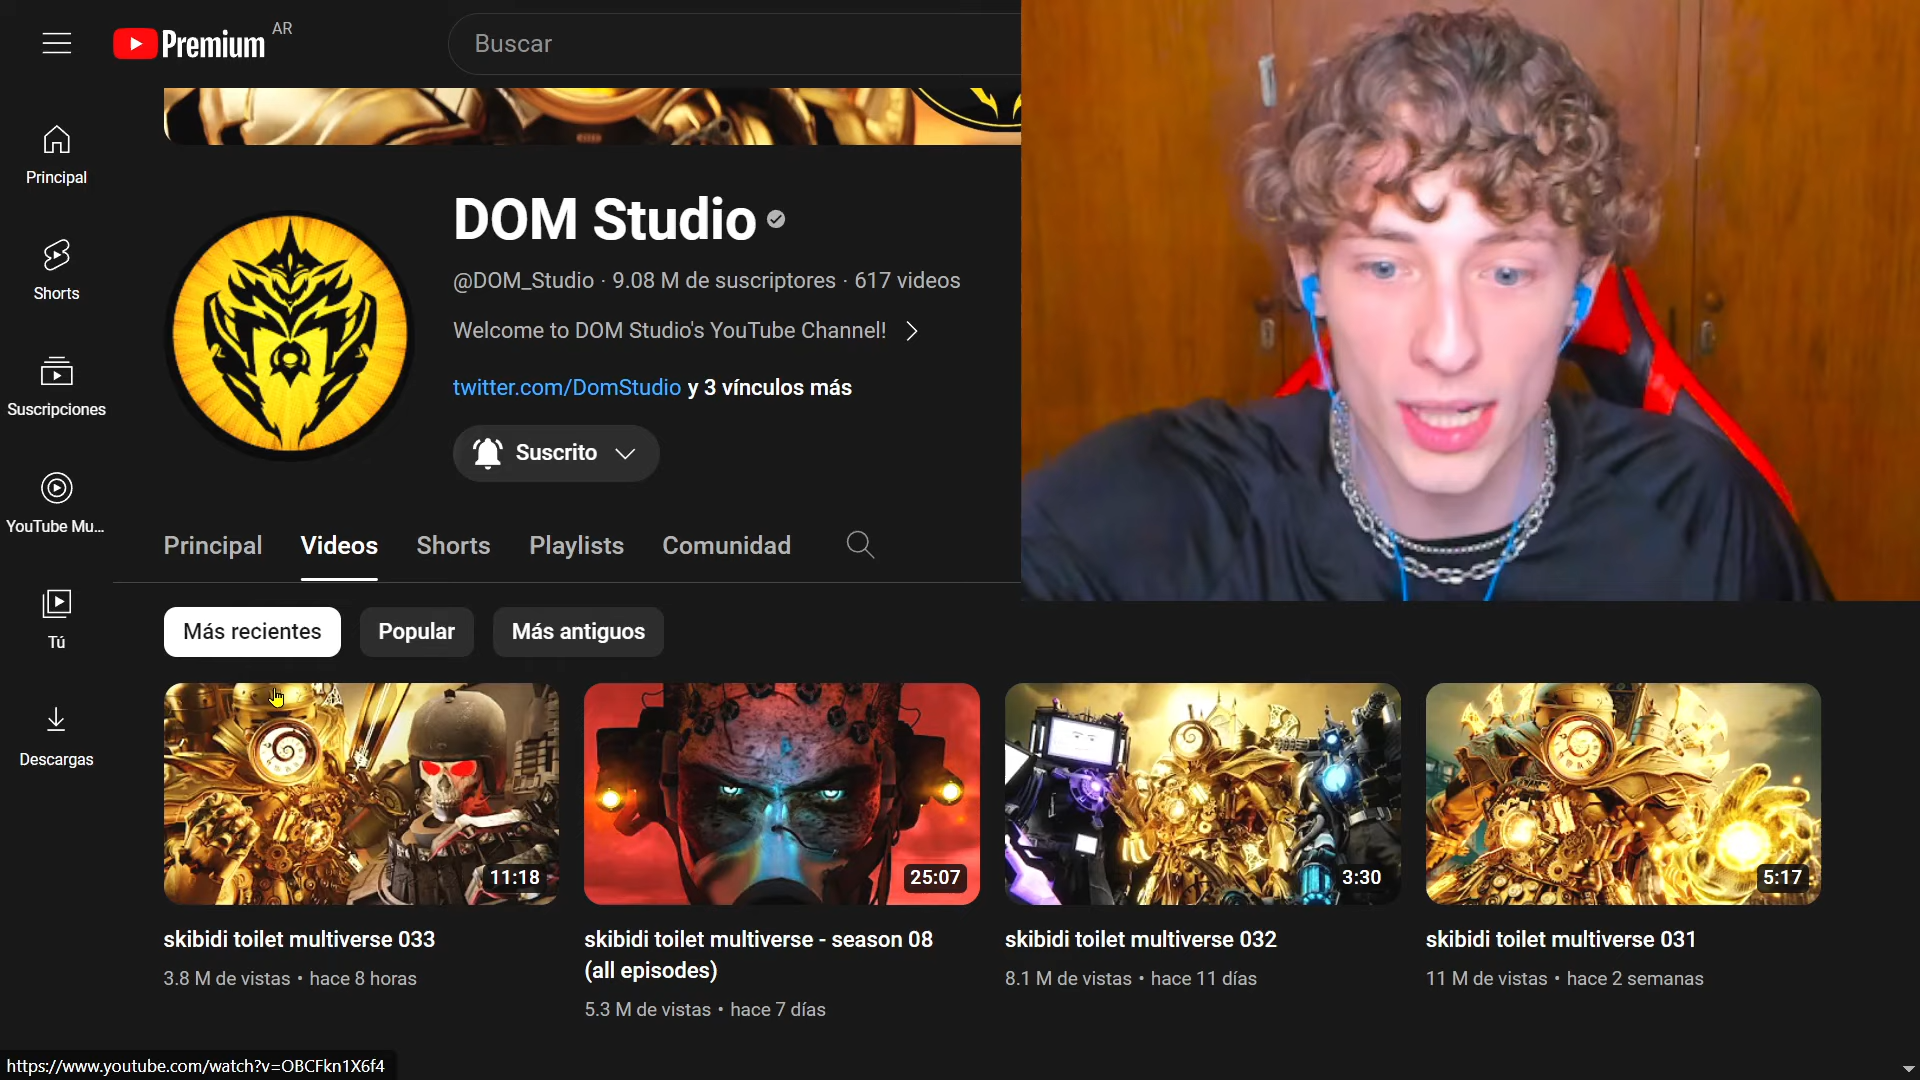 Premium AR
Buscar
Principal
Shorts
Suscripciones
YouTube Mu...
Tú
Descargas
DOM Studio
@DOM_Studio · 9.08 M de suscriptores · 617 videos
Welcome to DOM Studio's YouTube Channel!
twitter.com/DomStudio y 3 vínculos más
Suscrito
Principal Videos Shorts Playlists Comunidad
Más recientes Popular Más antiguos
11:18
25:07
3:30
5:17
skibidi toilet multiverse 033
3.8 M de vistas • hace 8 horas
skibidi toilet multiverse - season 08
(all episodes)
5.3 M de vistas • hace 7 días
skibidi toilet multiverse 032
8.1 M de vistas • hace 11 días
skibidi toilet multiverse 031
11 M de vistas • hace 2 semanas
https://www.youtube.com/watch?v=OBCFkn1X6f4